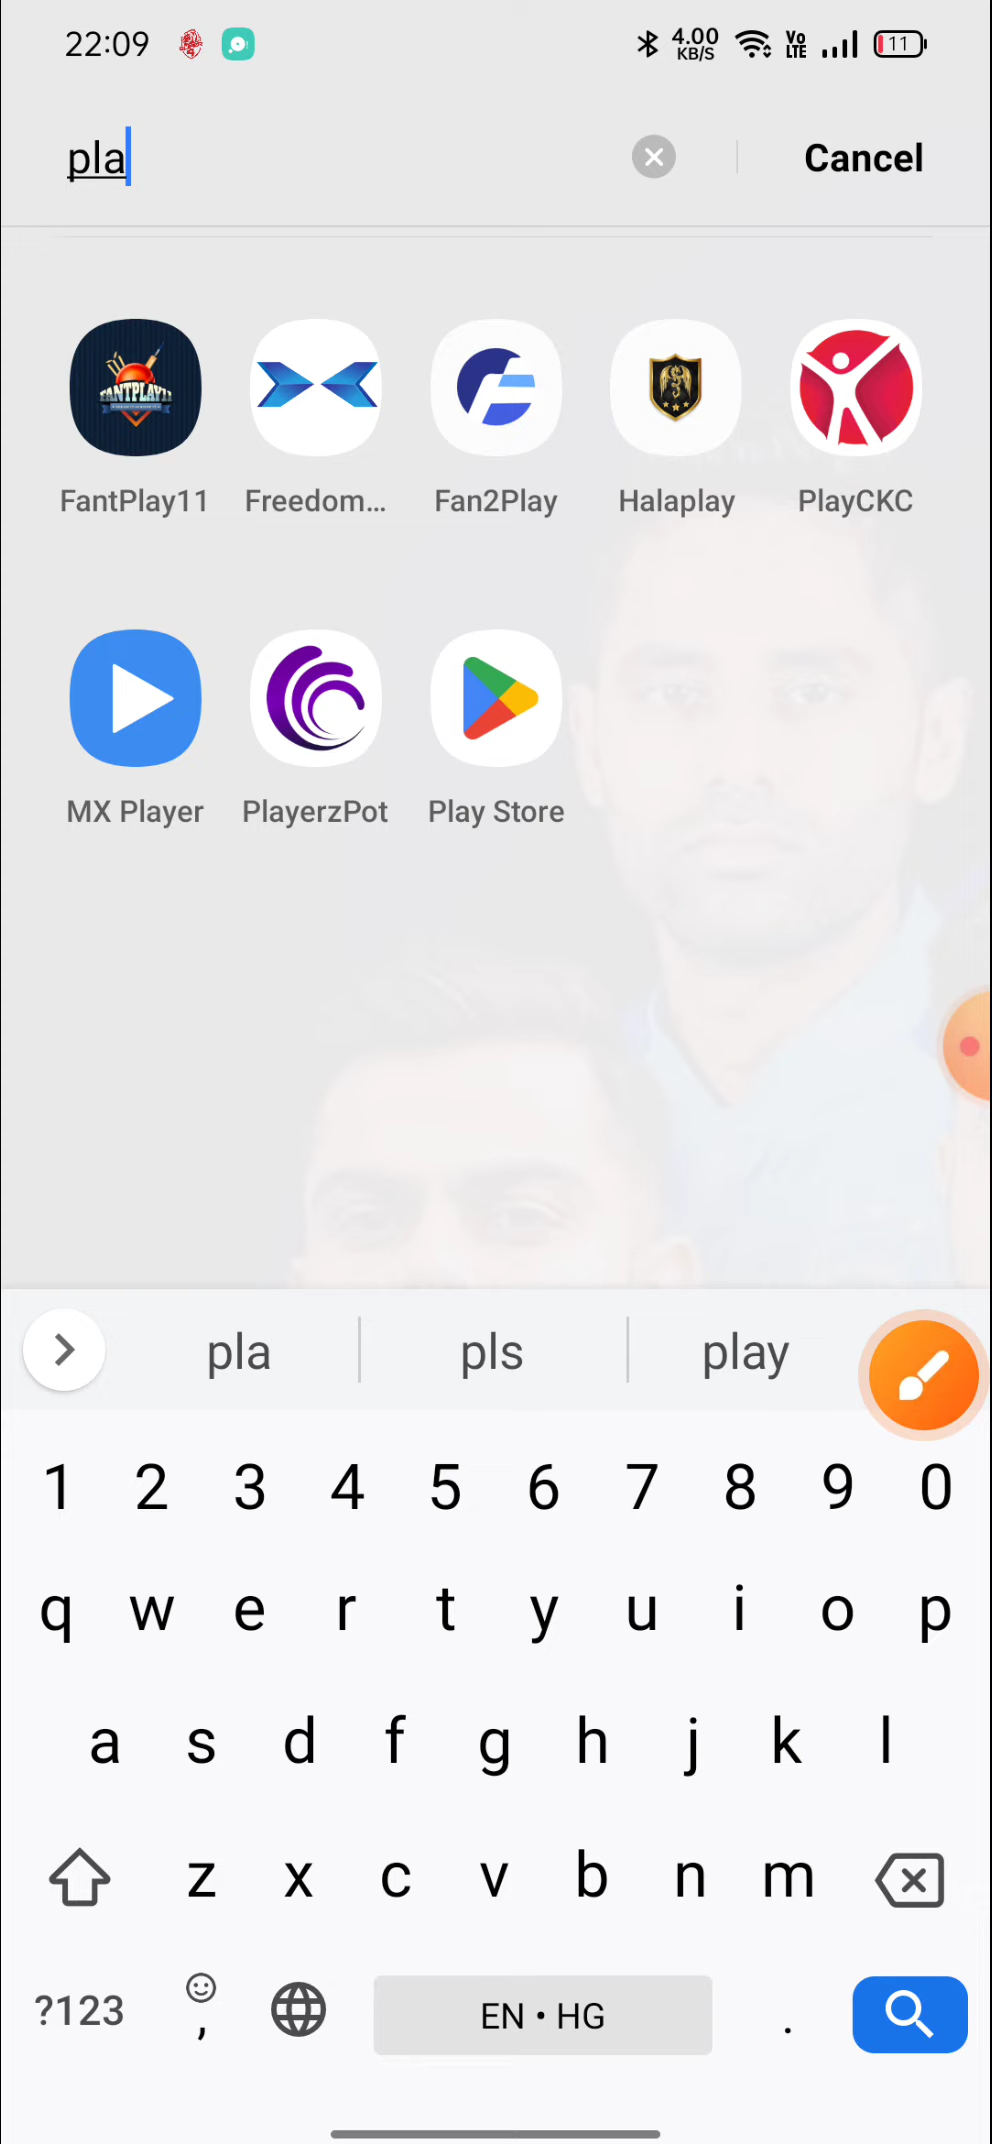 22:09 4.00 KB/S Vo LTE 11
pla Cancel
FANTPLAY11
FantPlay11 Freedom... Fan2Play Halaplay PlayCKC
MX Player PlayerzPot Play Store
pla pls play
1 2 3 4 5 6 7 8 9 0
q w e r t y u i o p
a s d f g h j k l
z x c v b n m
?123 , EN • HG .